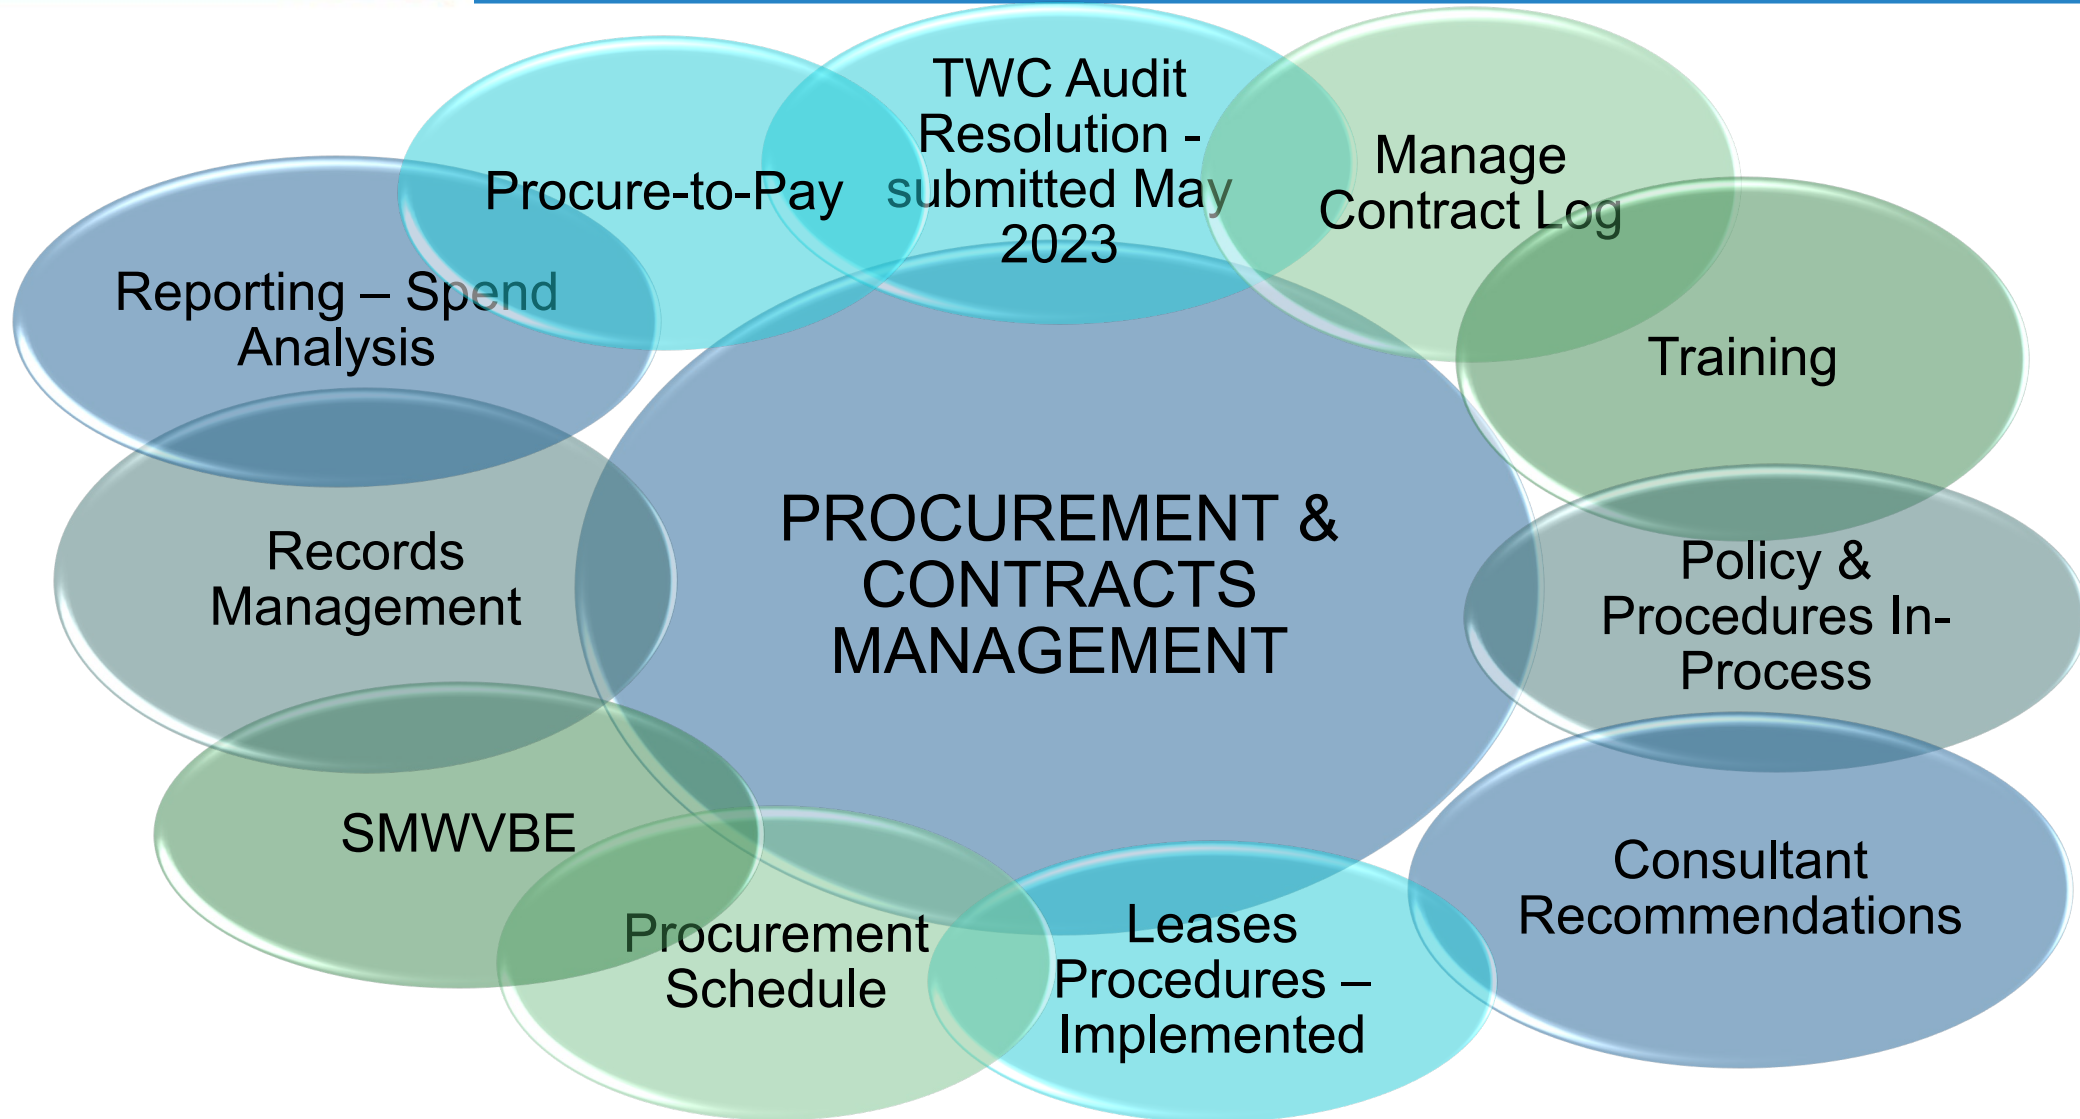 TWC Audit
Resolution -
submitted May
2023
Manage
Contract Log
Training
Policy &
Procedures In-
Process
Consultant
Recommendations
Leases
Procedures –
Implemented
Procurement
Schedule
SMWVBE
Records
Management
Reporting – Spend
Analysis
Procure-to-Pay
PROCUREMENT &
CONTRACTS
MANAGEMENT